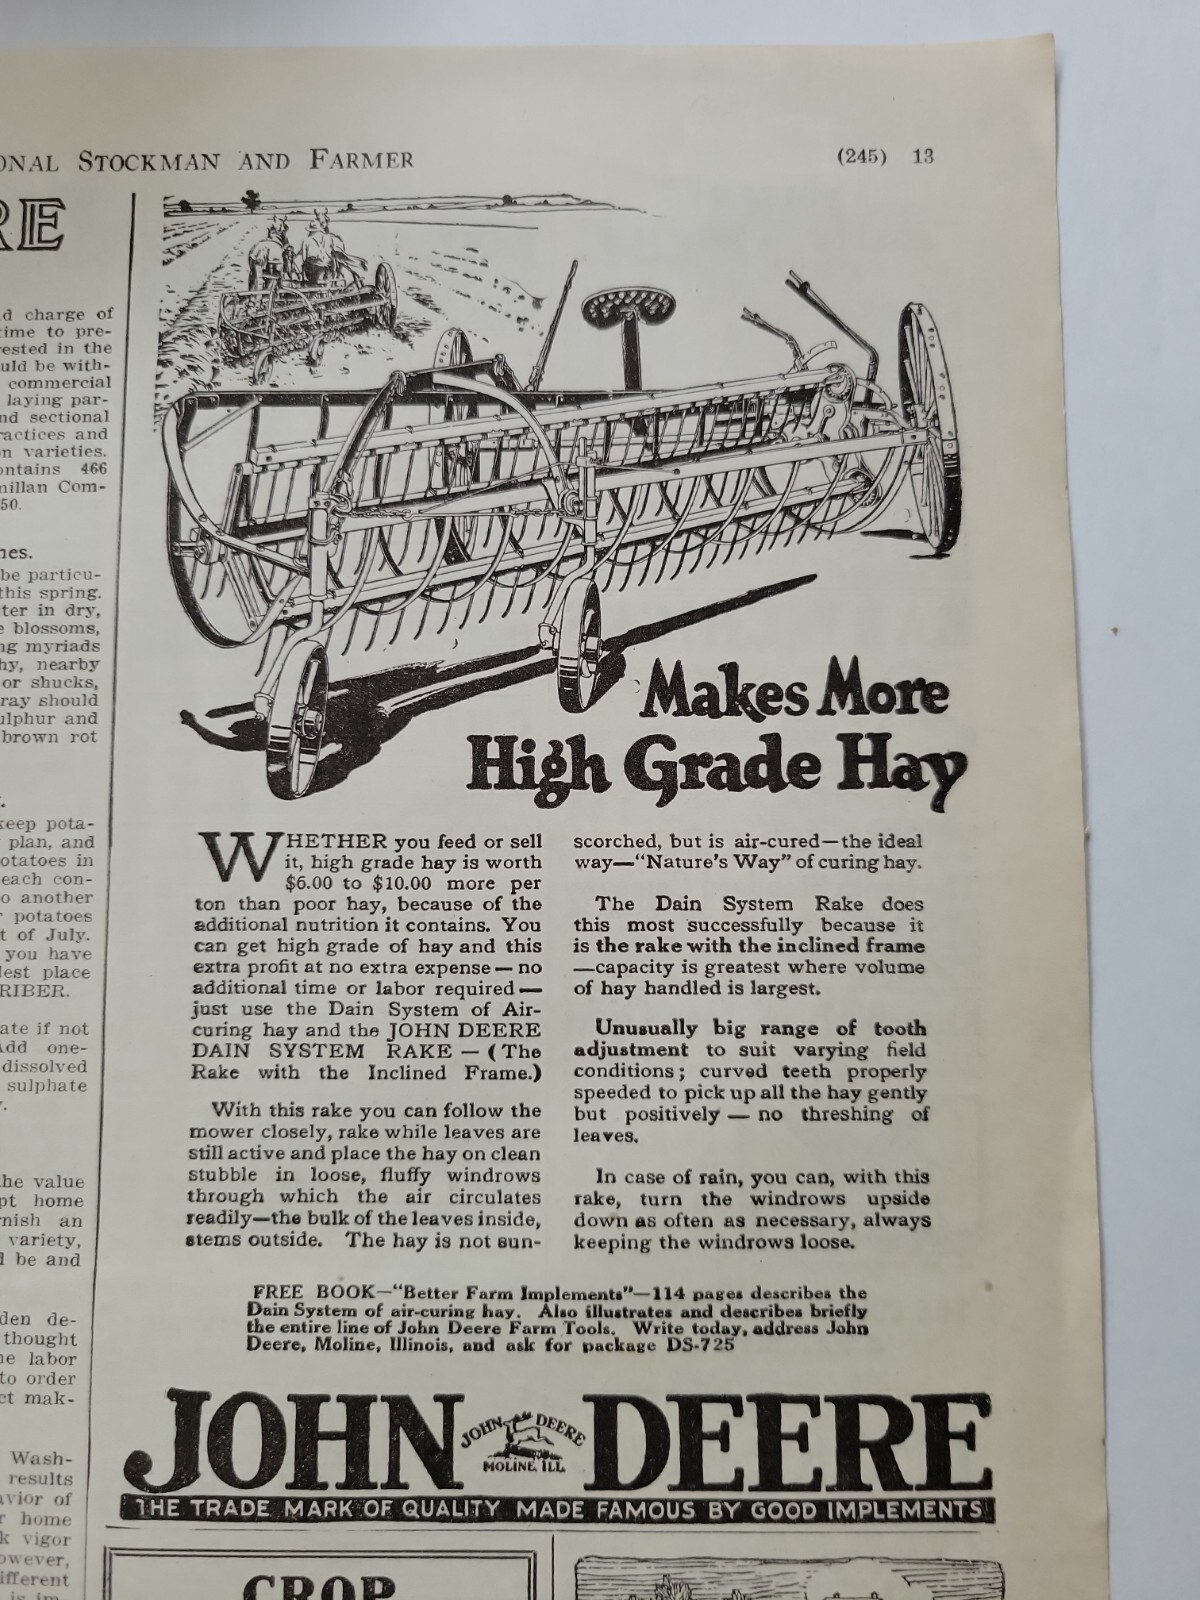 STOCKMAN AND FARMER
(245) 13
RE
d charge of
time to pre-
ested in the
uld be with-
commercial
laying par-
nd sectional
ractices and
n varieties.
ontains 466
millan Com-
50.
nes.
be particu-
this spring.
ter in dry,
e blossoms,
ng myriads
hy, nearby
or shucks,
ray should
ulphur and
brown rot
keep pota-
plan, and
otatoes in
each con-
o another
r potatoes
t of July.
you have
lest place
RIBER.
ate if not
Add one-
dissolved
sulphate
y.
the value
pt home
rnish an
variety,
d be and
den de-
thought
he labor
to order
ct mak-
Wash-
results
avior of
r home
k vigor
owever,
ifferent
is im-
Makes More
High Grade Hay
WHETHER you feed or sell
it, high grade hay is worth
$6.00 to $10.00 more per
ton than poor hay, because of the
additional nutrition it contains. You
can get high grade of hay and this
extra profit at no extra expense — no
additional time or labor required —
just use the Dain System of Air-
curing hay and the JOHN DEERE
DAIN SYSTEM RAKE — (The
Rake with the Inclined Frame.)
With this rake you can follow the
mower closely, rake while leaves are
still active and place the hay on clean
stubble in loose, fluffy windrows
through which the air circulates
readily—the bulk of the leaves inside,
stems outside. The hay is not sun-
scorched, but is air-cured—the ideal
way—“Nature's Way” of curing hay.
The Dain System Rake does
this most successfully because it
is the rake with the inclined frame
—capacity is greatest where volume
of hay handled is largest.
Unusually big range of tooth
adjustment to suit varying field
conditions; curved teeth properly
speeded to pick up all the hay gently
but positively — no threshing of
leaves.
In case of rain, you can, with this
rake, turn the windrows upside
down as often as necessary, always
keeping the windrows loose.
FREE BOOK—“Better Farm Implements”—114 pages describes the
Dain System of air-curing hay. Also illustrates and describes briefly
the entire line of John Deere Farm Tools. Write today, address John
Deere, Moline, Illinois, and ask for package DS-725
JOHN DEERE
JOHN DEERE
MOLINE, ILL.
THE TRADE MARK OF QUALITY MADE FAMOUS BY GOOD IMPLEMENTS
CROP